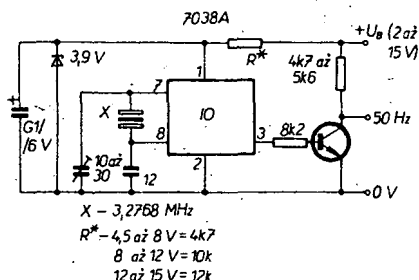 7038A
+U_B (2 až 15 V)
3,9 V
1
R*
4k7 až 5k6
7
G1/
/6 V
X
IO
50 Hz
8
3
8k2
10 až 30
12
2
0 V
X – 3,2768 MHz
R* – 4,5 až 8 V = 4k7
8 až 12 V = 10k
12 až 15 V = 12k